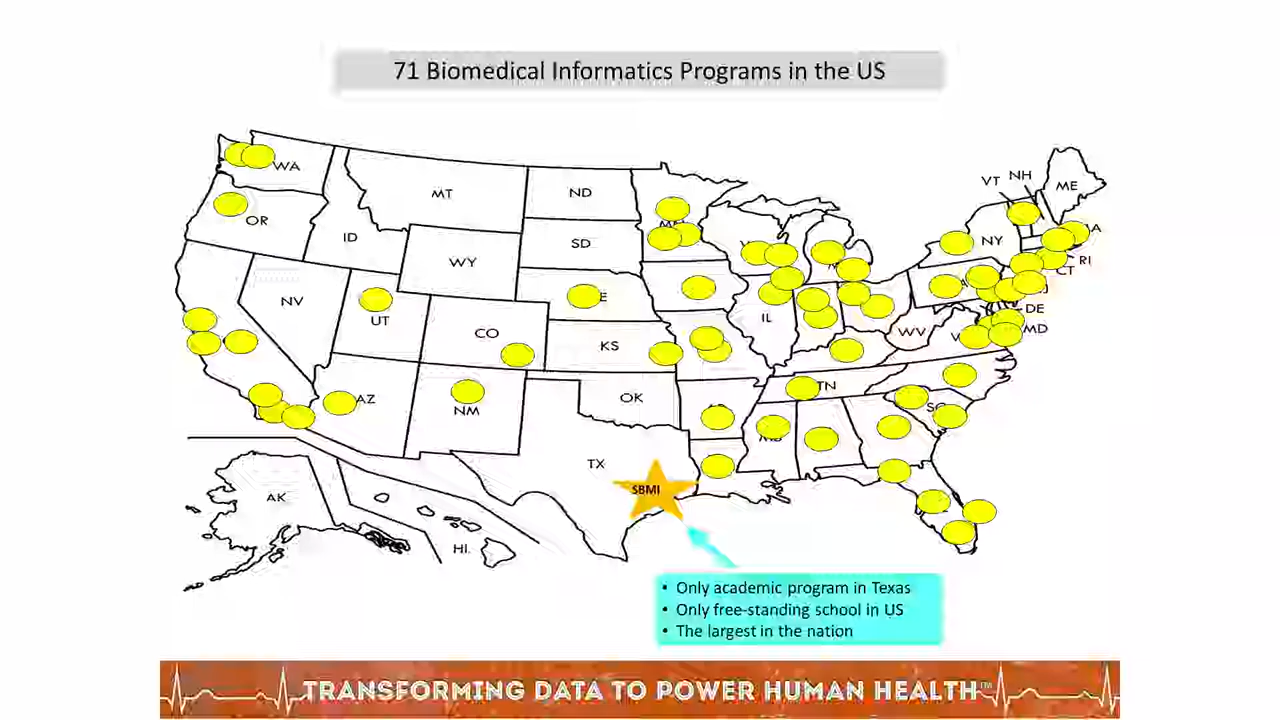 71 Biomedical Informatics Programs in the US
WA
MT
ND
VT
NH
ME
OR
ID
SD
NY
WY
RI
CT
NV
UT
CO
IL
WV
DE
MD
KS
AZ
NM
OK
TN
TX
SBMI
AK
HI
• Only academic program in Texas
• Only free-standing school in US
• The largest in the nation
TRANSFORMING DATA TO POWER HUMAN HEALTH™